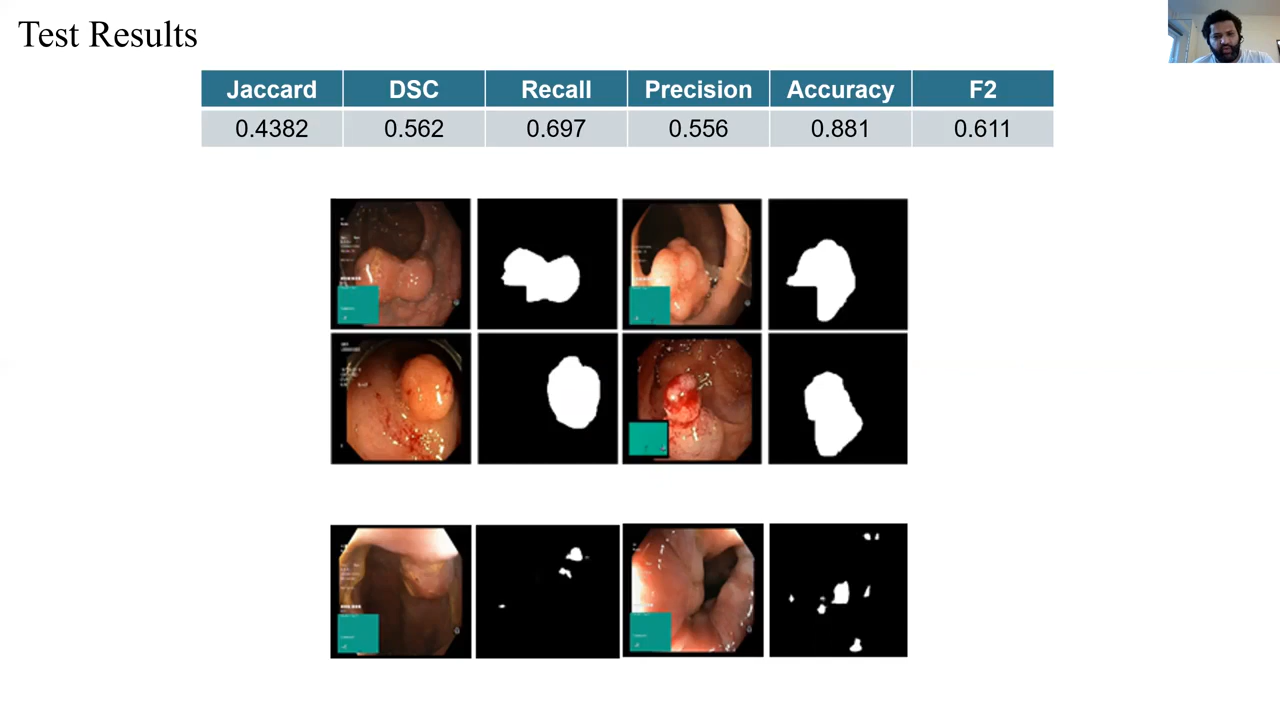 Test Results
Jaccard DSC Recall Precision Accuracy F2
0.4382 0.562 0.697 0.556 0.881 0.611